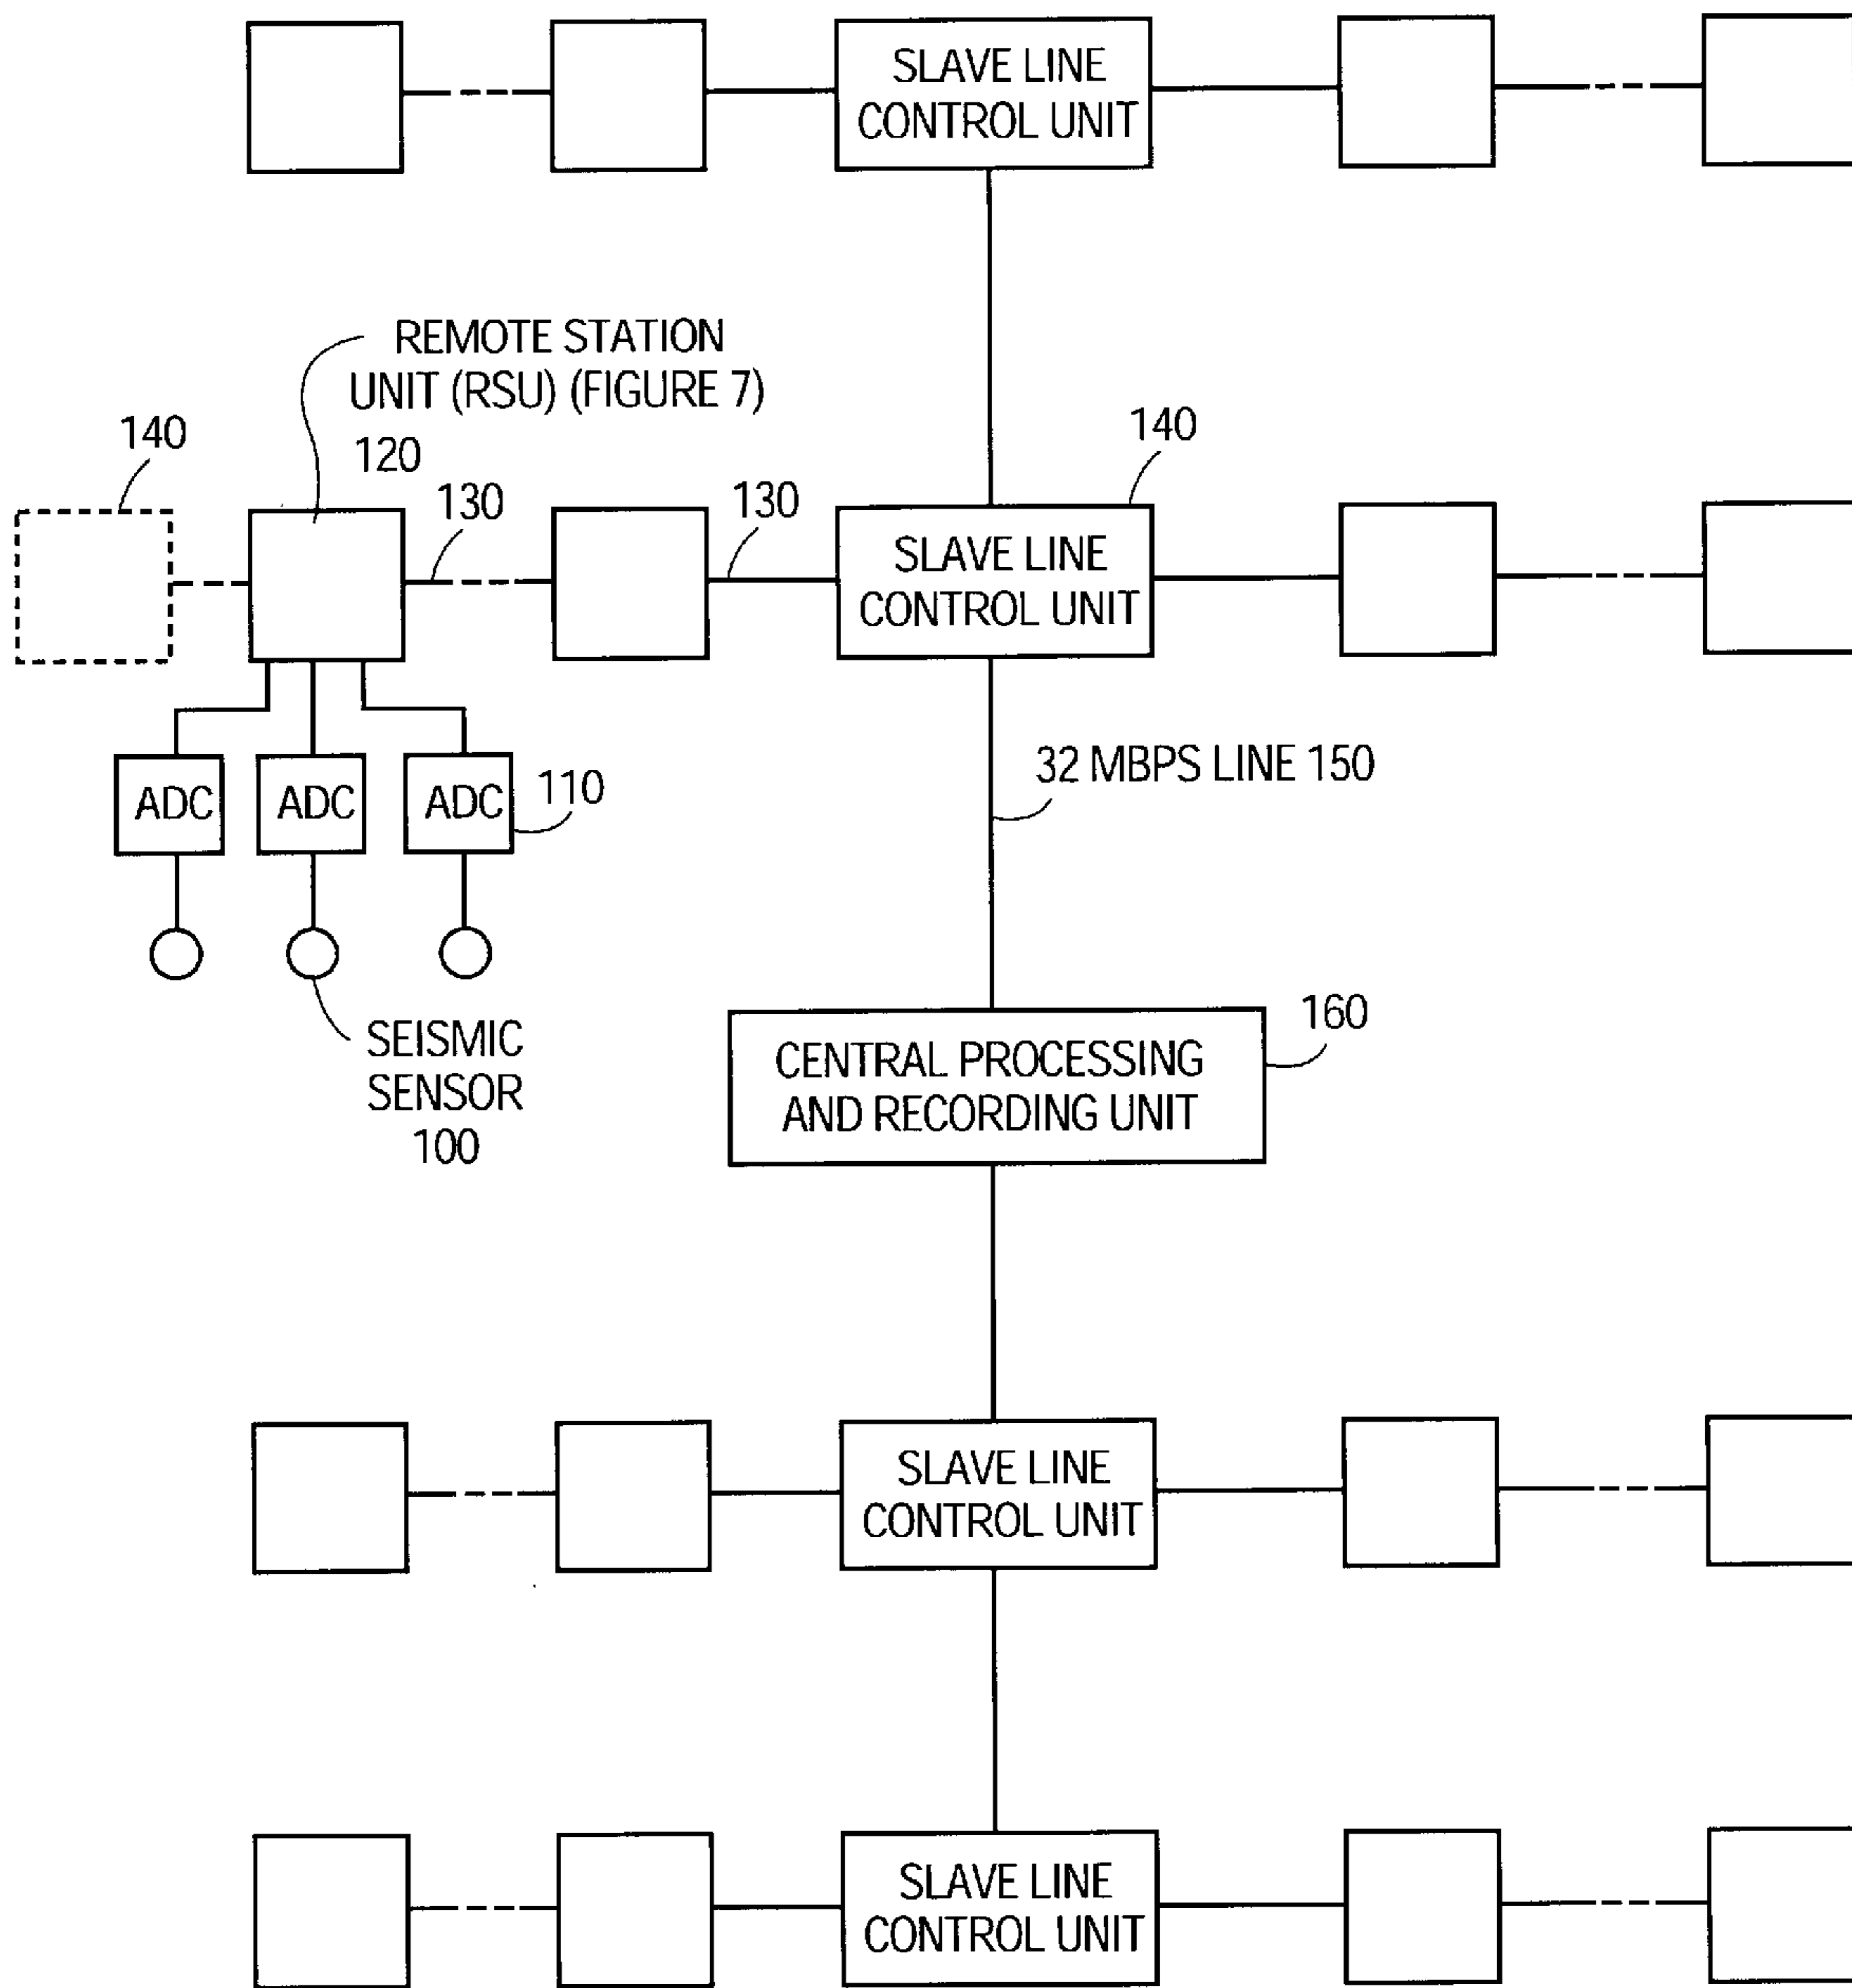 SLAVE LINE
CONTROL UNIT
REMOTE STATION
UNIT (RSU) (FIGURE 7)
120
140
130
130
140
SLAVE LINE
CONTROL UNIT
32 MBPS LINE 150
ADC
ADC
ADC
110
SEISMIC
SENSOR
100
160
CENTRAL PROCESSING
AND RECORDING UNIT
SLAVE LINE
CONTROL UNIT
SLAVE LINE
CONTROL UNIT